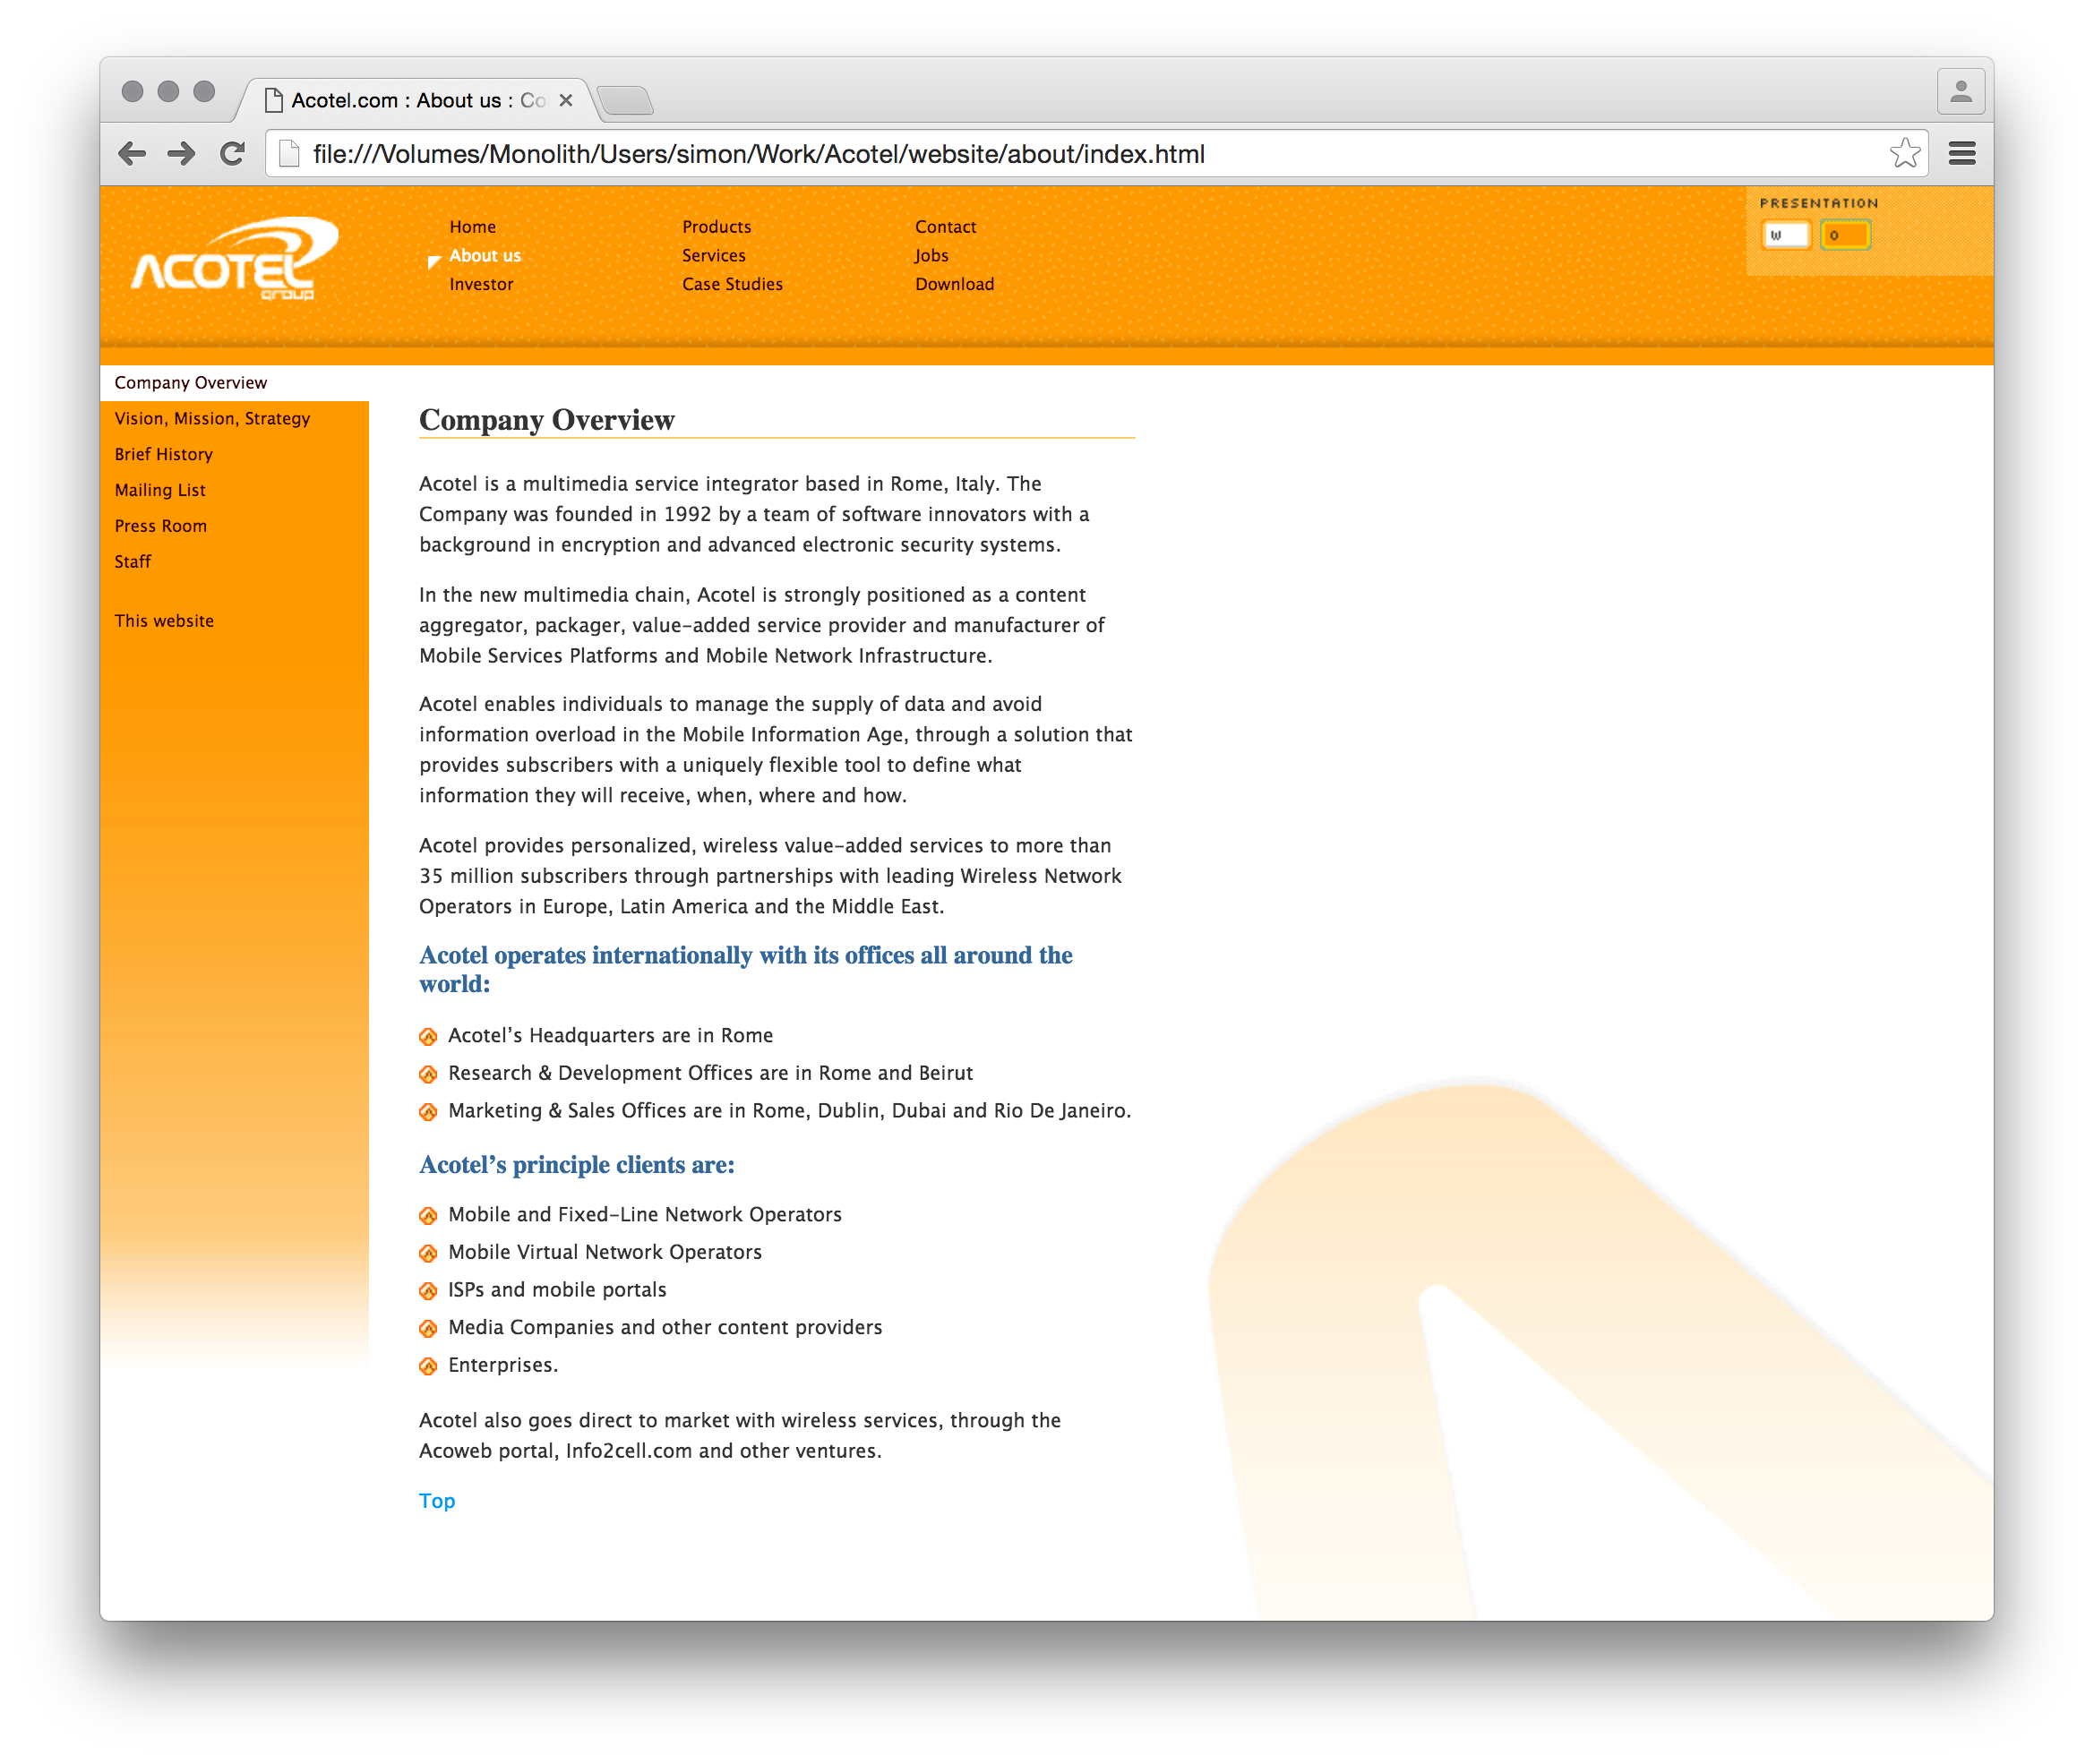 Acotel.com : About us : Co
file:///Volumes/Monolith/Users/simon/Work/Acotel/website/about/index.html
ACOTEL
group
Home
About us
Investor
Products
Services
Case Studies
Contact
Jobs
Download
PRESENTATION
W O
Company Overview
Vision, Mission, Strategy
Brief History
Mailing List
Press Room
Staff
This website
Company Overview
Acotel is a multimedia service integrator based in Rome, Italy. The
Company was founded in 1992 by a team of software innovators with a
background in encryption and advanced electronic security systems.
In the new multimedia chain, Acotel is strongly positioned as a content
aggregator, packager, value-added service provider and manufacturer of
Mobile Services Platforms and Mobile Network Infrastructure.
Acotel enables individuals to manage the supply of data and avoid
information overload in the Mobile Information Age, through a solution that
provides subscribers with a uniquely flexible tool to define what
information they will receive, when, where and how.
Acotel provides personalized, wireless value-added services to more than
35 million subscribers through partnerships with leading Wireless Network
Operators in Europe, Latin America and the Middle East.
Acotel operates internationally with its offices all around the
world:
Acotel’s Headquarters are in Rome
Research & Development Offices are in Rome and Beirut
Marketing & Sales Offices are in Rome, Dublin, Dubai and Rio De Janeiro.
Acotel’s principle clients are:
Mobile and Fixed-Line Network Operators
Mobile Virtual Network Operators
ISPs and mobile portals
Media Companies and other content providers
Enterprises.
Acotel also goes direct to market with wireless services, through the
Acoweb portal, Info2cell.com and other ventures.
Top